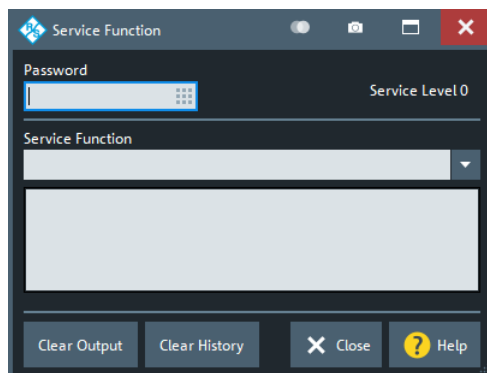 Service Function
Password
Service Level 0
Service Function
Clear Output
Clear History
Close
Help